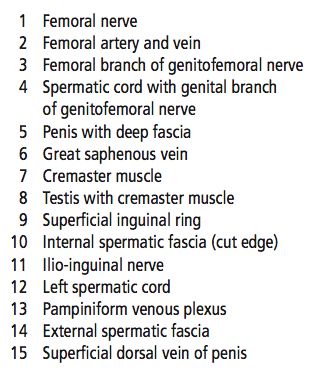 1 Femoral nerve
2 Femoral artery and vein
3 Femoral branch of genitofemoral nerve
4 Spermatic cord with genital branch
of genitofemoral nerve
5 Penis with deep fascia
6 Great saphenous vein
7 Cremaster muscle
8 Testis with cremaster muscle
9 Superficial inguinal ring
10 Internal spermatic fascia (cut edge)
11 Ilio-inguinal nerve
12 Left spermatic cord
13 Pampiniform venous plexus
14 External spermatic fascia
15 Superficial dorsal vein of penis